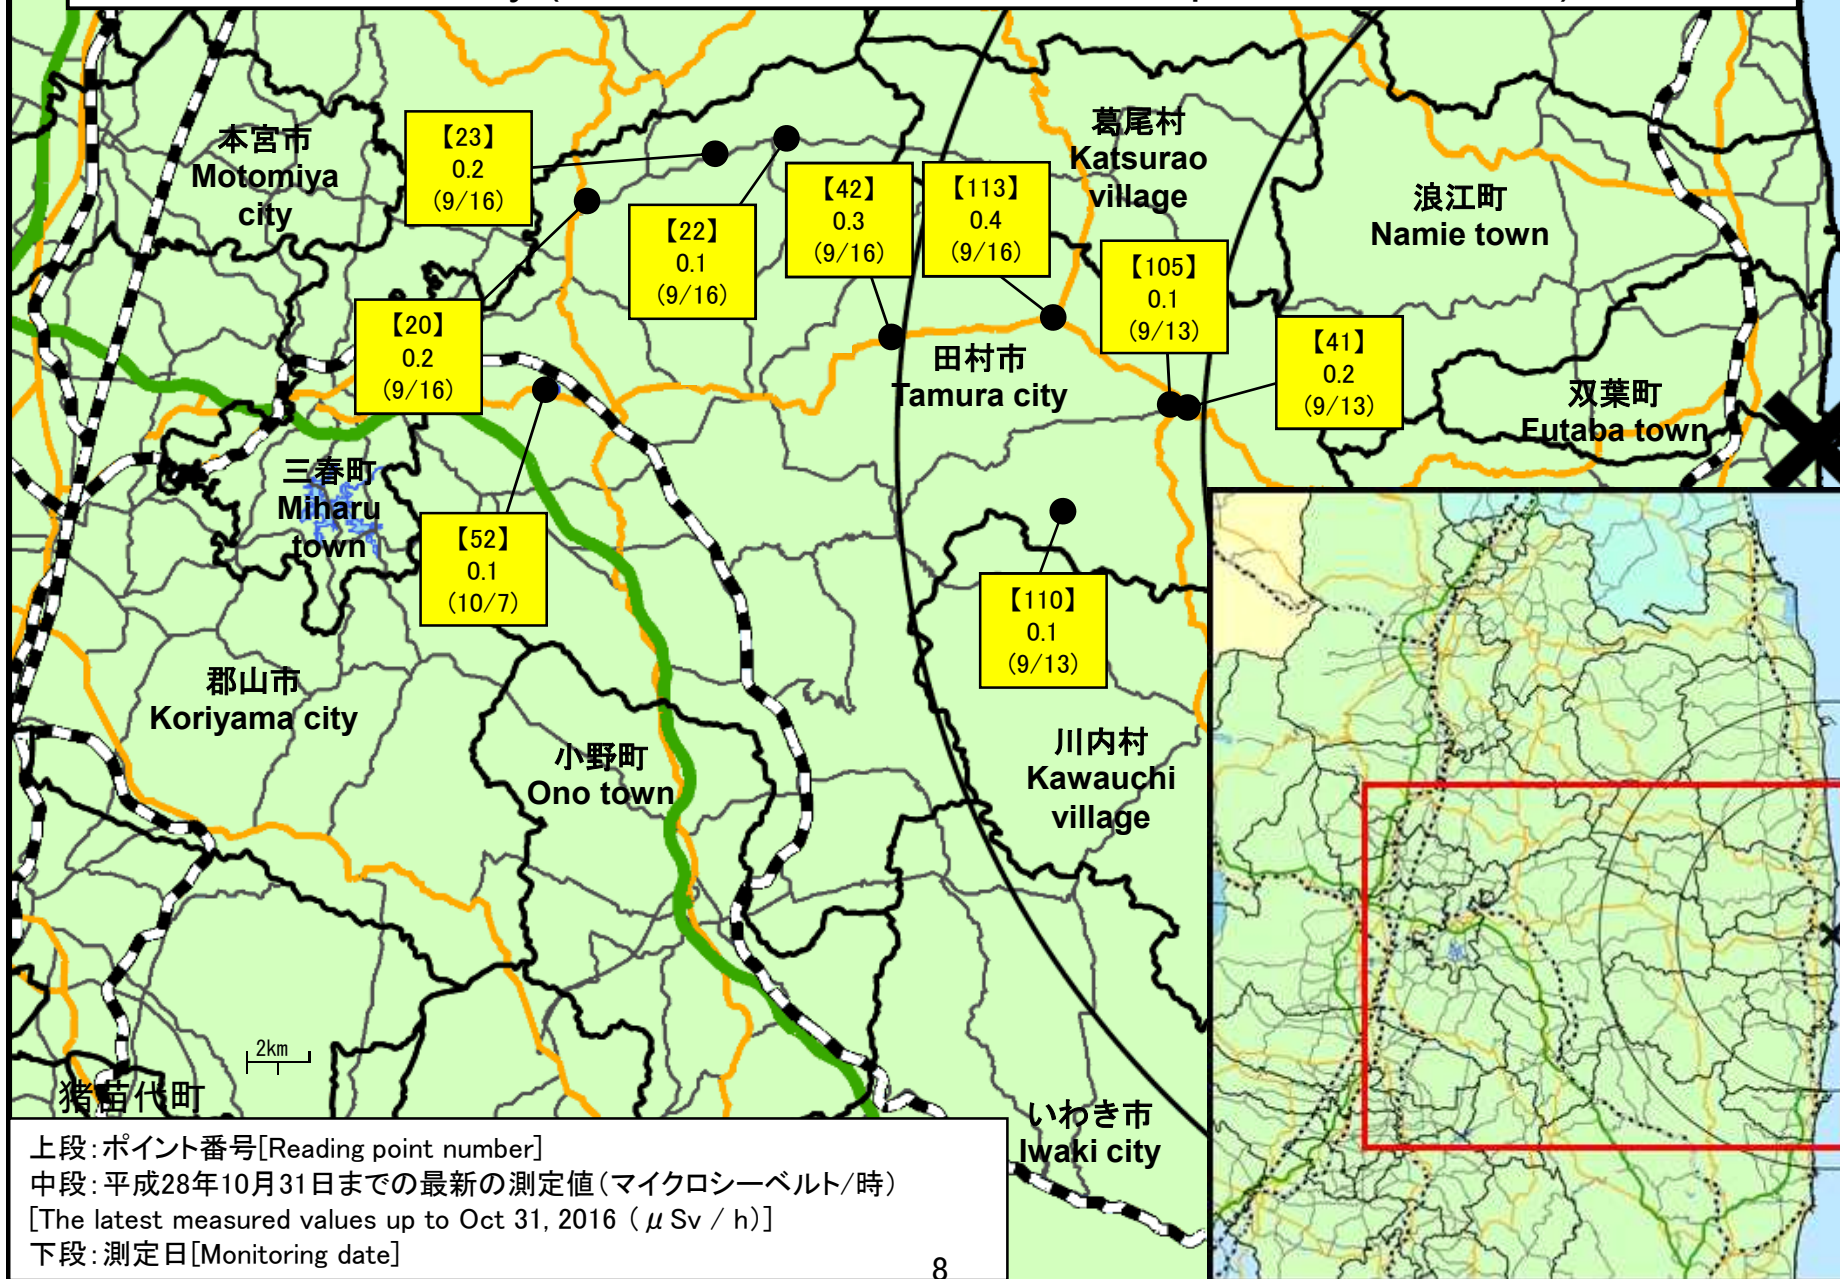 本宮市
Motomiya
city
【23】
0.2
(9/16)
【22】
0.1
(9/16)
【42】
0.3
(9/16)
【113】
0.4
(9/16)
葛尾村
Katsurao
village
【105】
0.1
(9/13)
浪江町
Namie town
【20】
0.2
(9/16)
田村市
Tamura city
【41】
0.2
(9/13)
双葉町
Futaba town
三春町
Miharu
town
【52】
0.1
(10/7)
【110】
0.1
(9/13)
郡山市
Koriyama city
小野町
Ono town
川内村
Kawauchi
village
2km
猪苗代町
いわき市
Iwaki city
上段:ポイント番号[Reading point number]
中段:平成28年10月31日までの最新の測定値(マイクロシーベルト/時)
[The latest measured values up to Oct 31, 2016 (μSv / h)]
下段:測定日[Monitoring date]
8